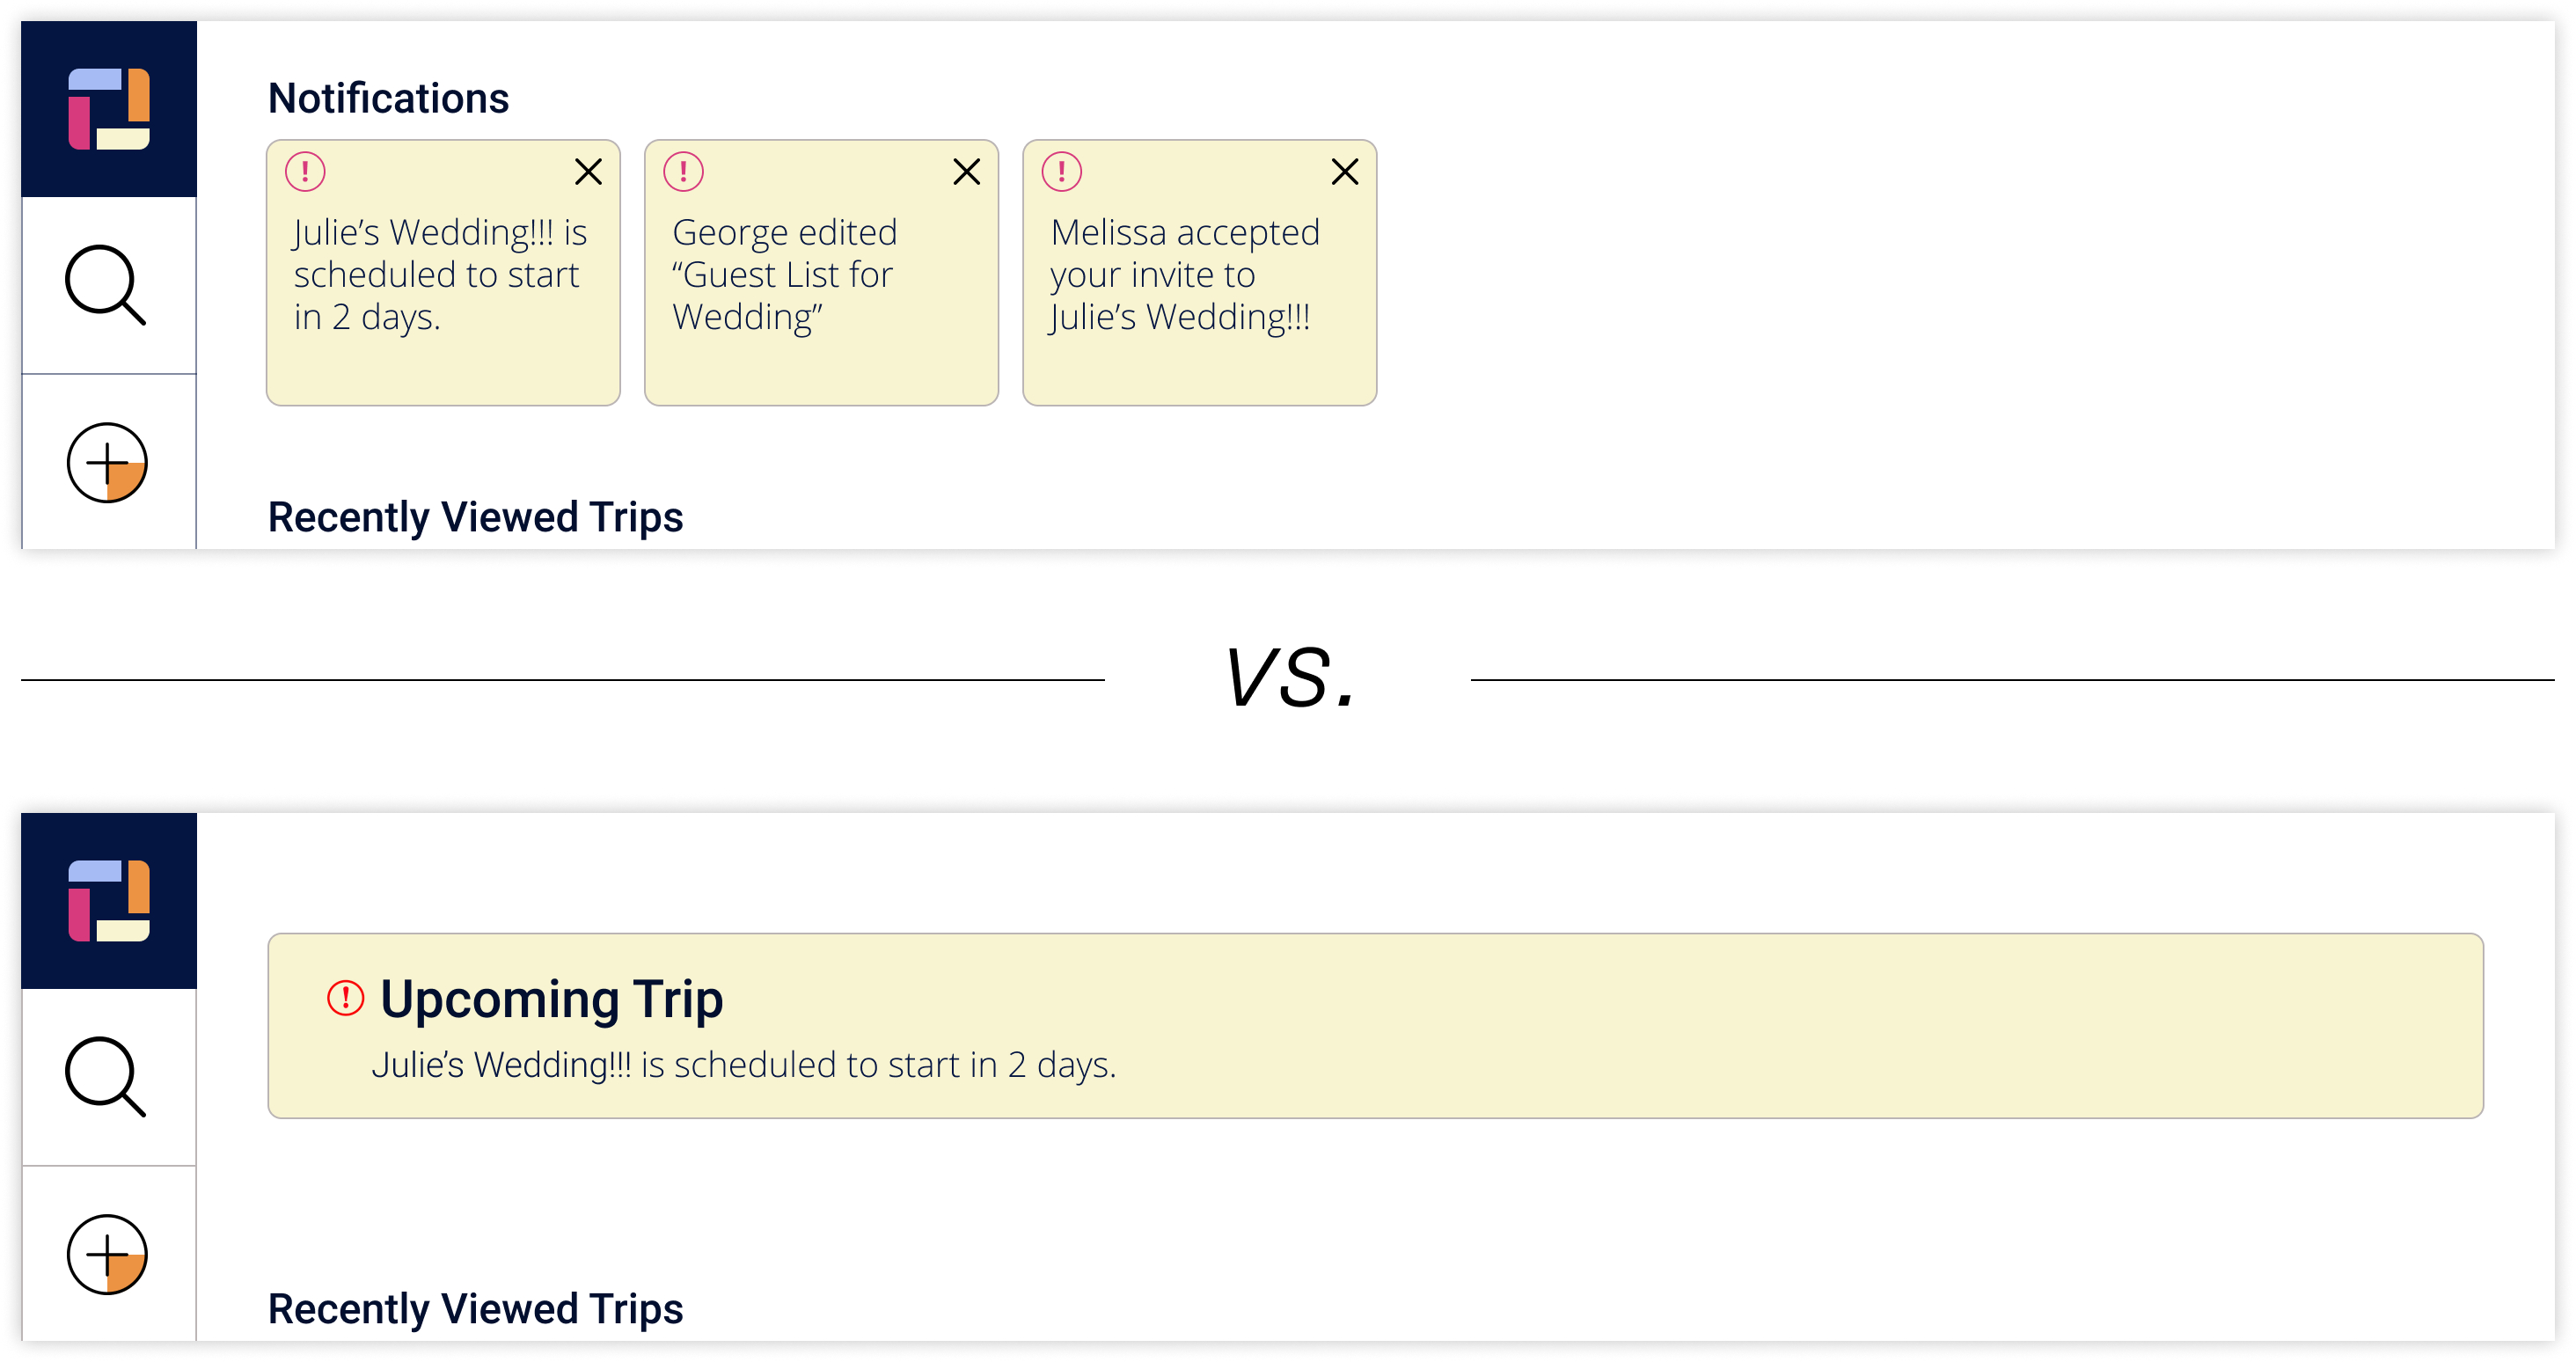 Notifications
Julie’s Wedding!!! is
scheduled to start
in 2 days.
George edited
“Guest List for
Wedding”
Melissa accepted
your invite to
Julie’s Wedding!!!
Recently Viewed Trips
VS.
Upcoming Trip
Julie’s Wedding!!! is scheduled to start in 2 days.
Recently Viewed Trips